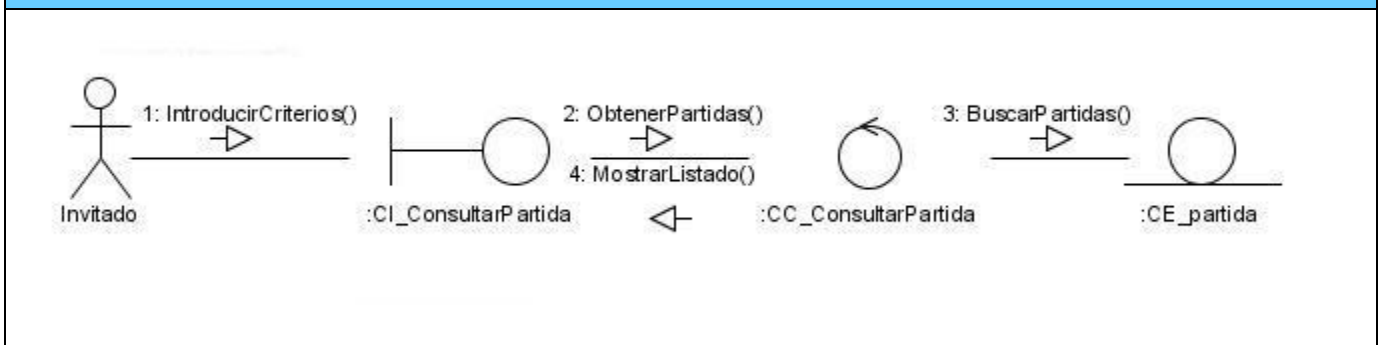 1: IntroducirCriterios()
2: ObtenerPartidas()
3: BuscarPartidas()
4: MostrarListado()
Invitado
:CI_ConsultarPartida
:CC_ConsultarPartida
:CE_partida